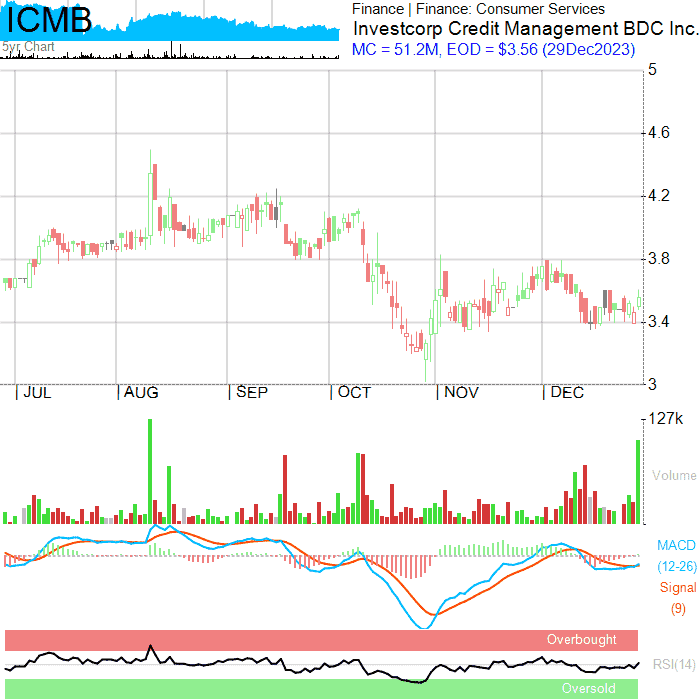 ICMB
5yr Chart
Finance | Finance: Consumer Services
Investcorp Credit Management BDC Inc.
MC = 51.2M, EOD = $3.56 (29Dec2023)
5
4.6
4.2
3.8
3.4
3
|JUL |AUG |SEP |OCT |NOV |DEC
127k
Volume
MACD
(12-26)
Signal
(9)
Overbought
RSI(14)
Oversold